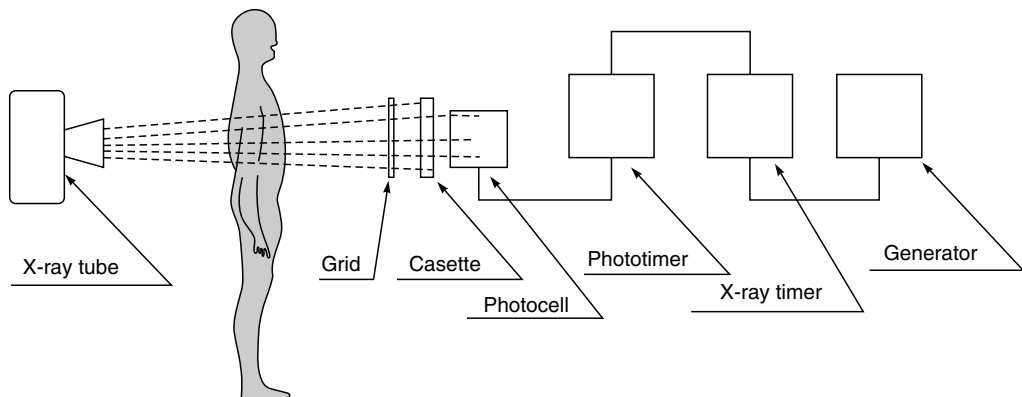 X-ray tube
Grid
Casette
Photocell
Phototimer
X-ray timer
Generator